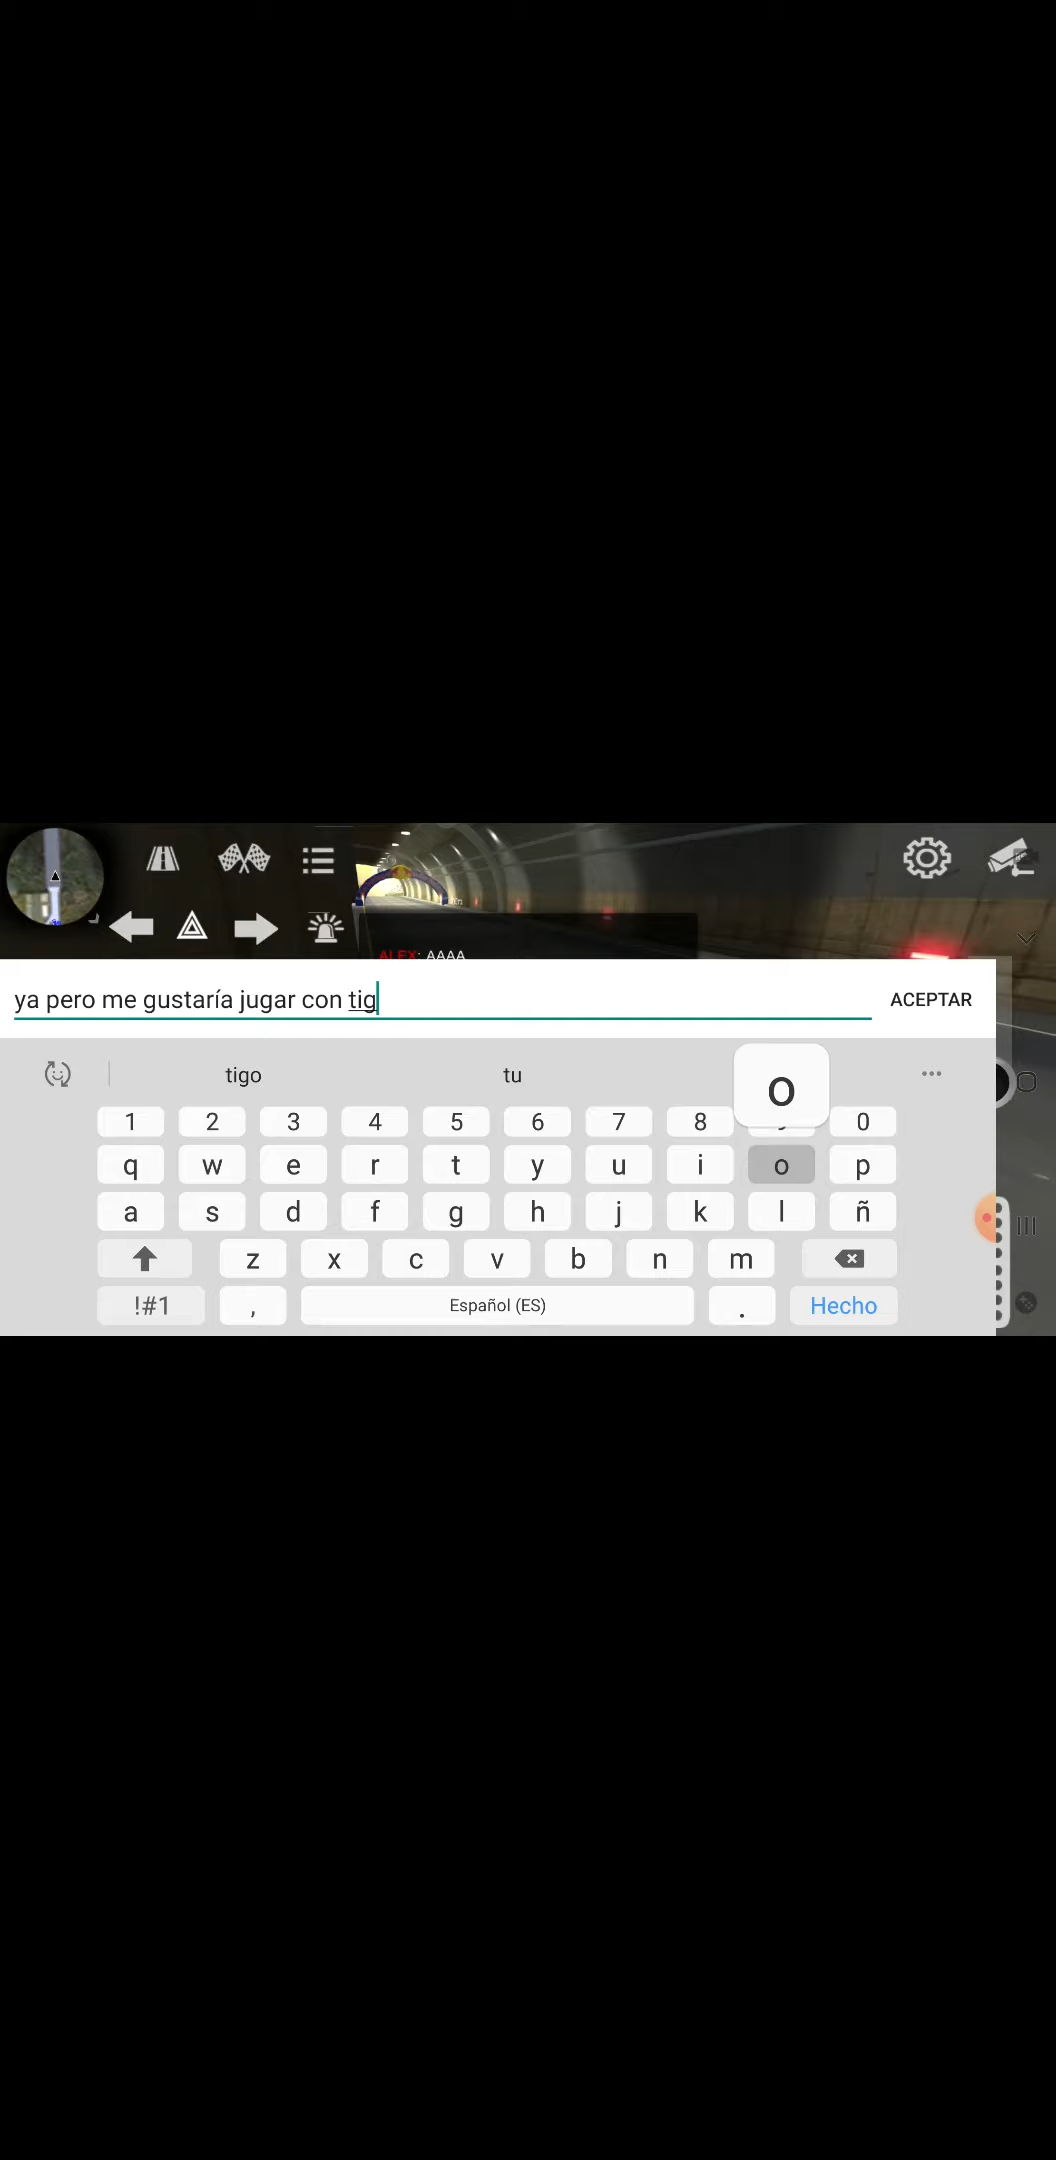 ALEX: AAAA
ya pero me gustaría jugar con tig
ACEPTAR
tigo tu
o
1 2 3 4 5 6 7 8 0
q w e r t y u i o p
a s d f g h j k l ñ
z x c v b n m
!#1 , Español (ES) . Hecho